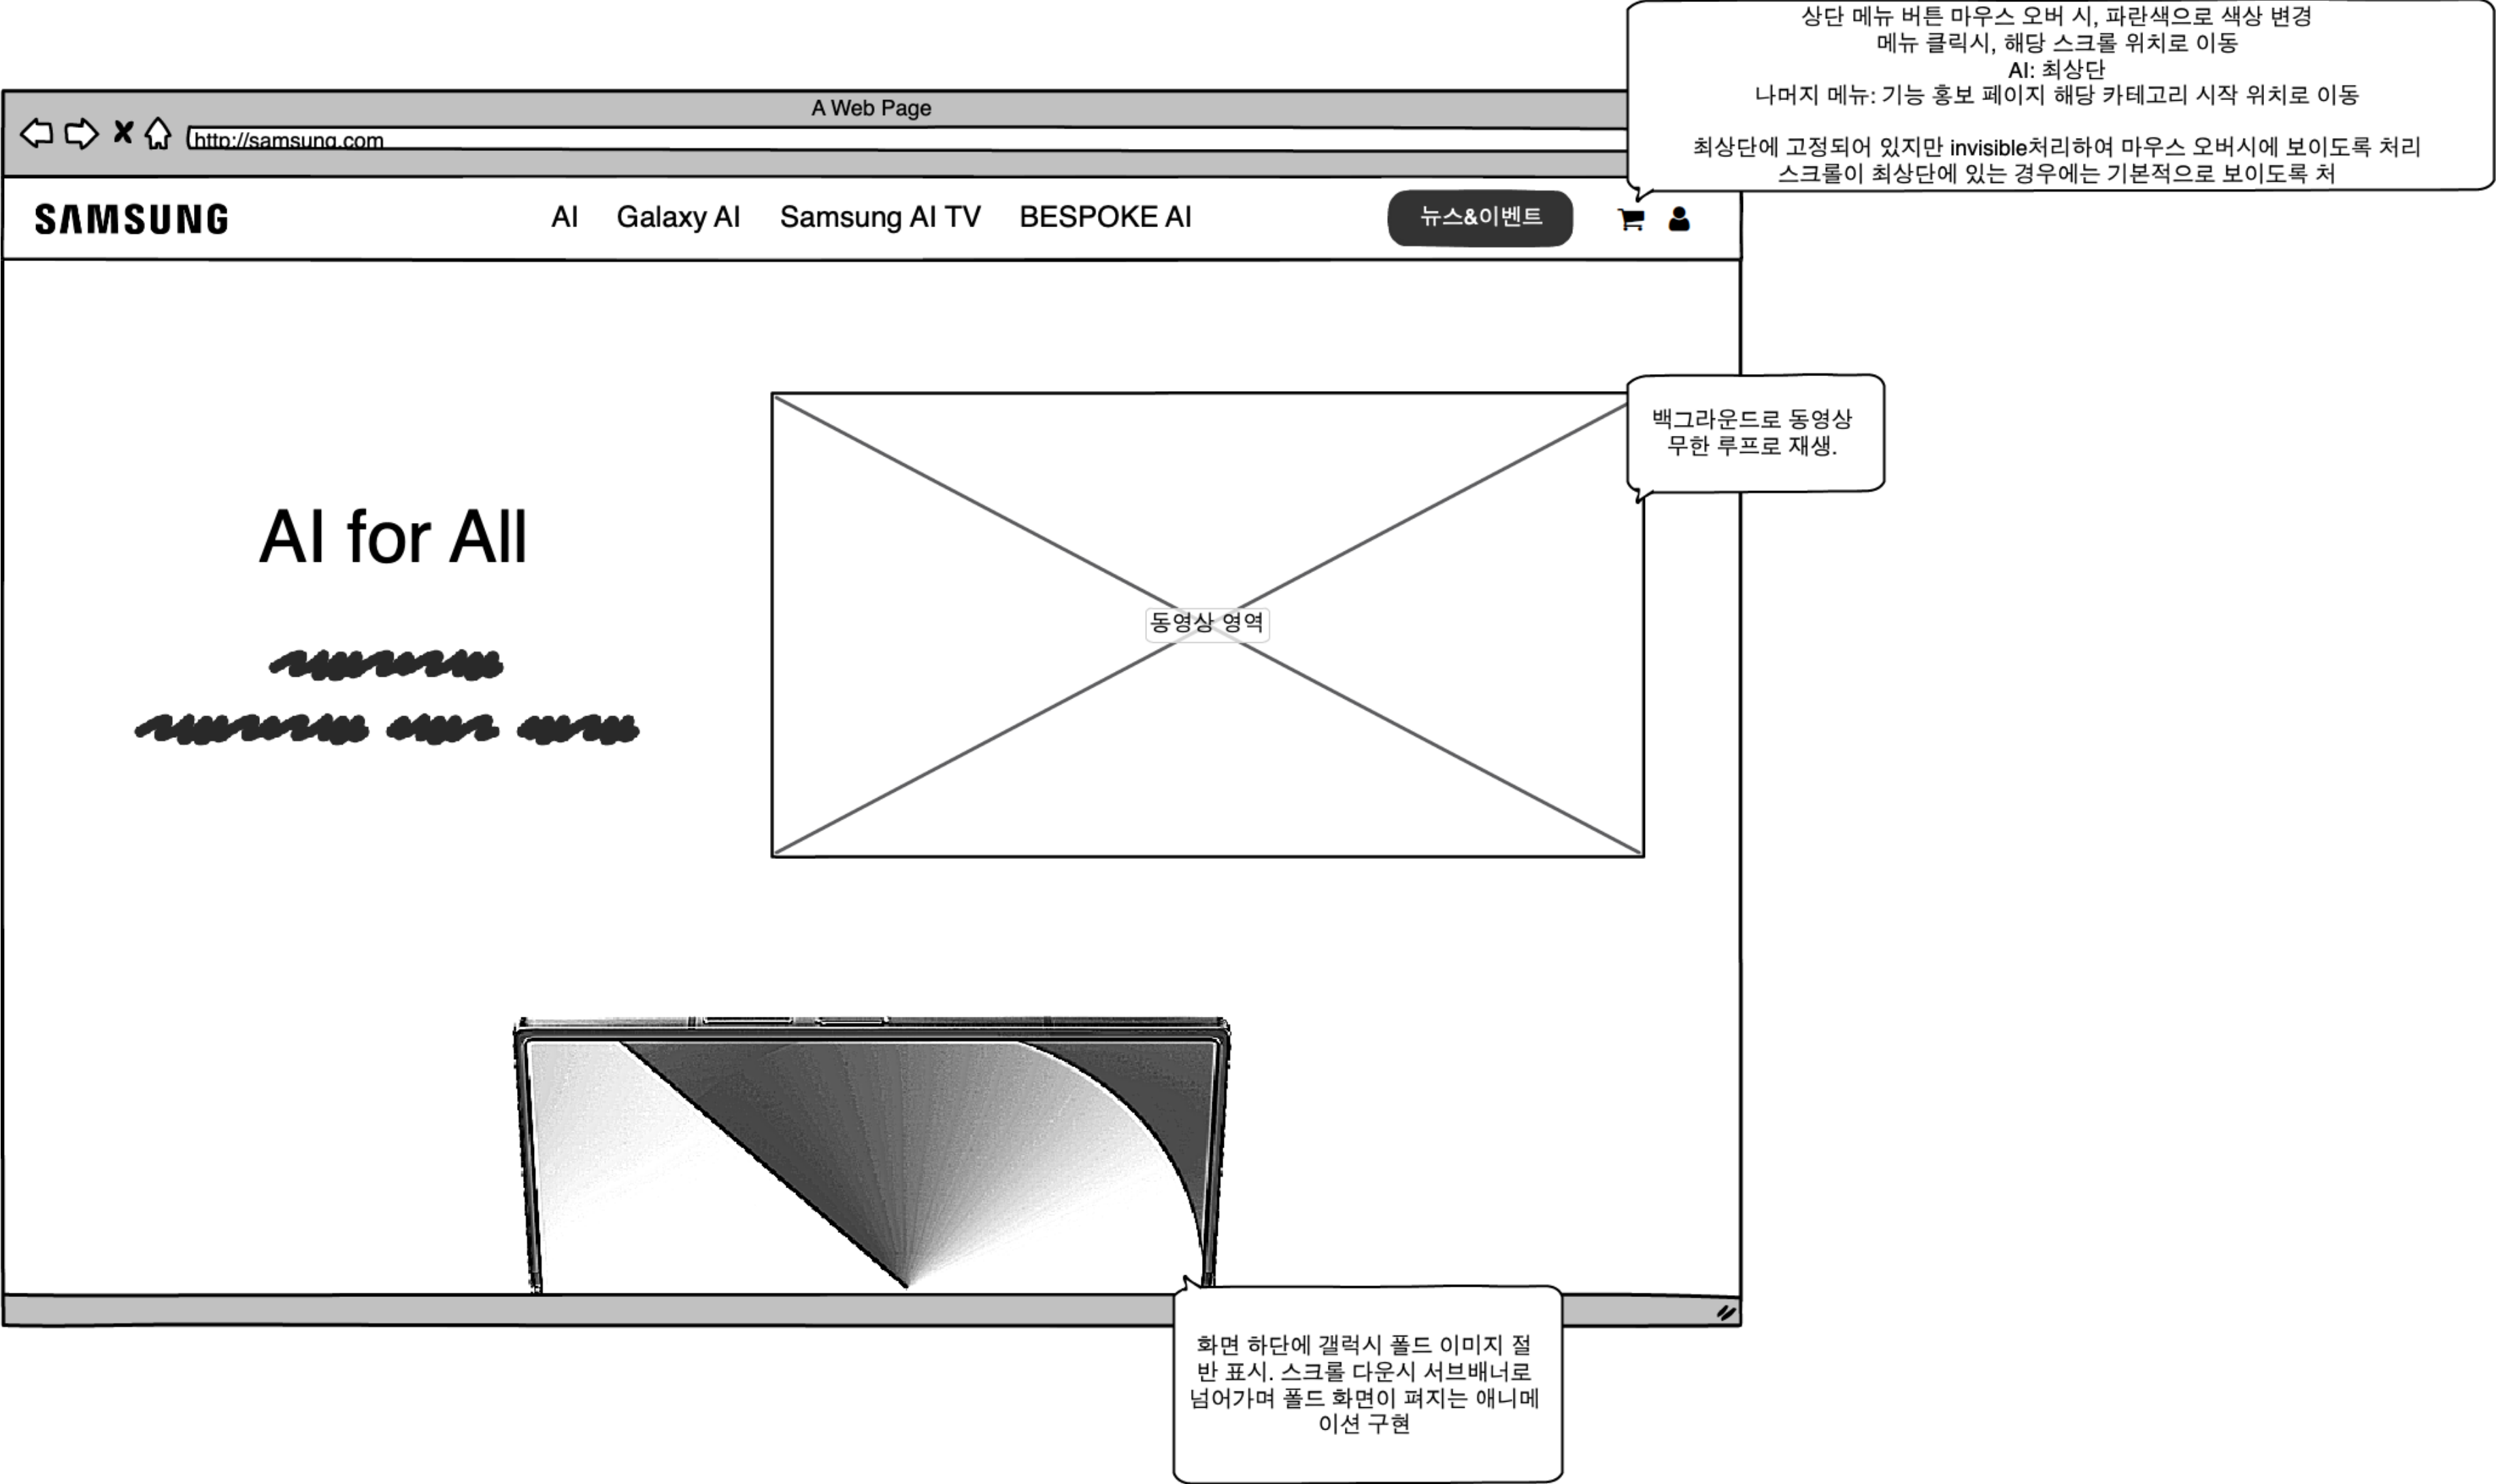 상단 메뉴 버튼 마우스 오버 시, 파란색으로 색상 변경
메뉴 클릭시, 해당 스크롤 위치로 이동
AI: 최상단
나머지 메뉴: 기능 홍보 페이지 해당 카테고리 시작 위치로 이동
최상단에 고정되어 있지만 invisible처리하여 마우스 오버시에 보이도록 처리
스크롤이 최상단에 있는 경우에는 기본적으로 보이도록 처
A Web Page
http://samsung.com
SAMSUNG
AI
Galaxy AI
Samsung AI TV
BESPOKE AI
뉴스&이벤트
백그라운드로 동영상
무한 루프로 재생.
AI for All
동영상 영역
화면 하단에 갤럭시 폴드 이미지 절
반 표시. 스크롤 다운시 서브배너로
넘어가며 폴드 화면이 펴지는 애니메
이션 구현